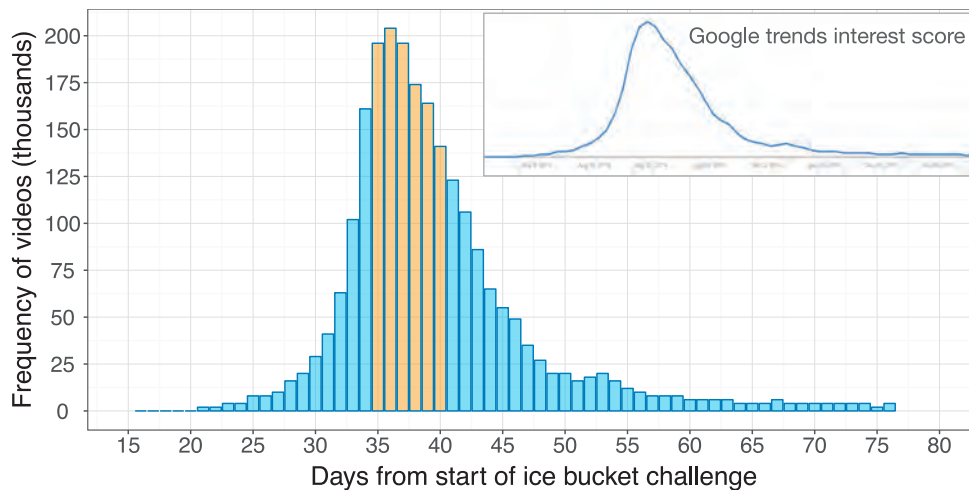 Google trends interest score
Frequency of videos (thousands)
200
175
150
125
100
75
50
25
0
15 20 25 30 35 40 45 50 55 60 65 70 75 80
Days from start of ice bucket challenge